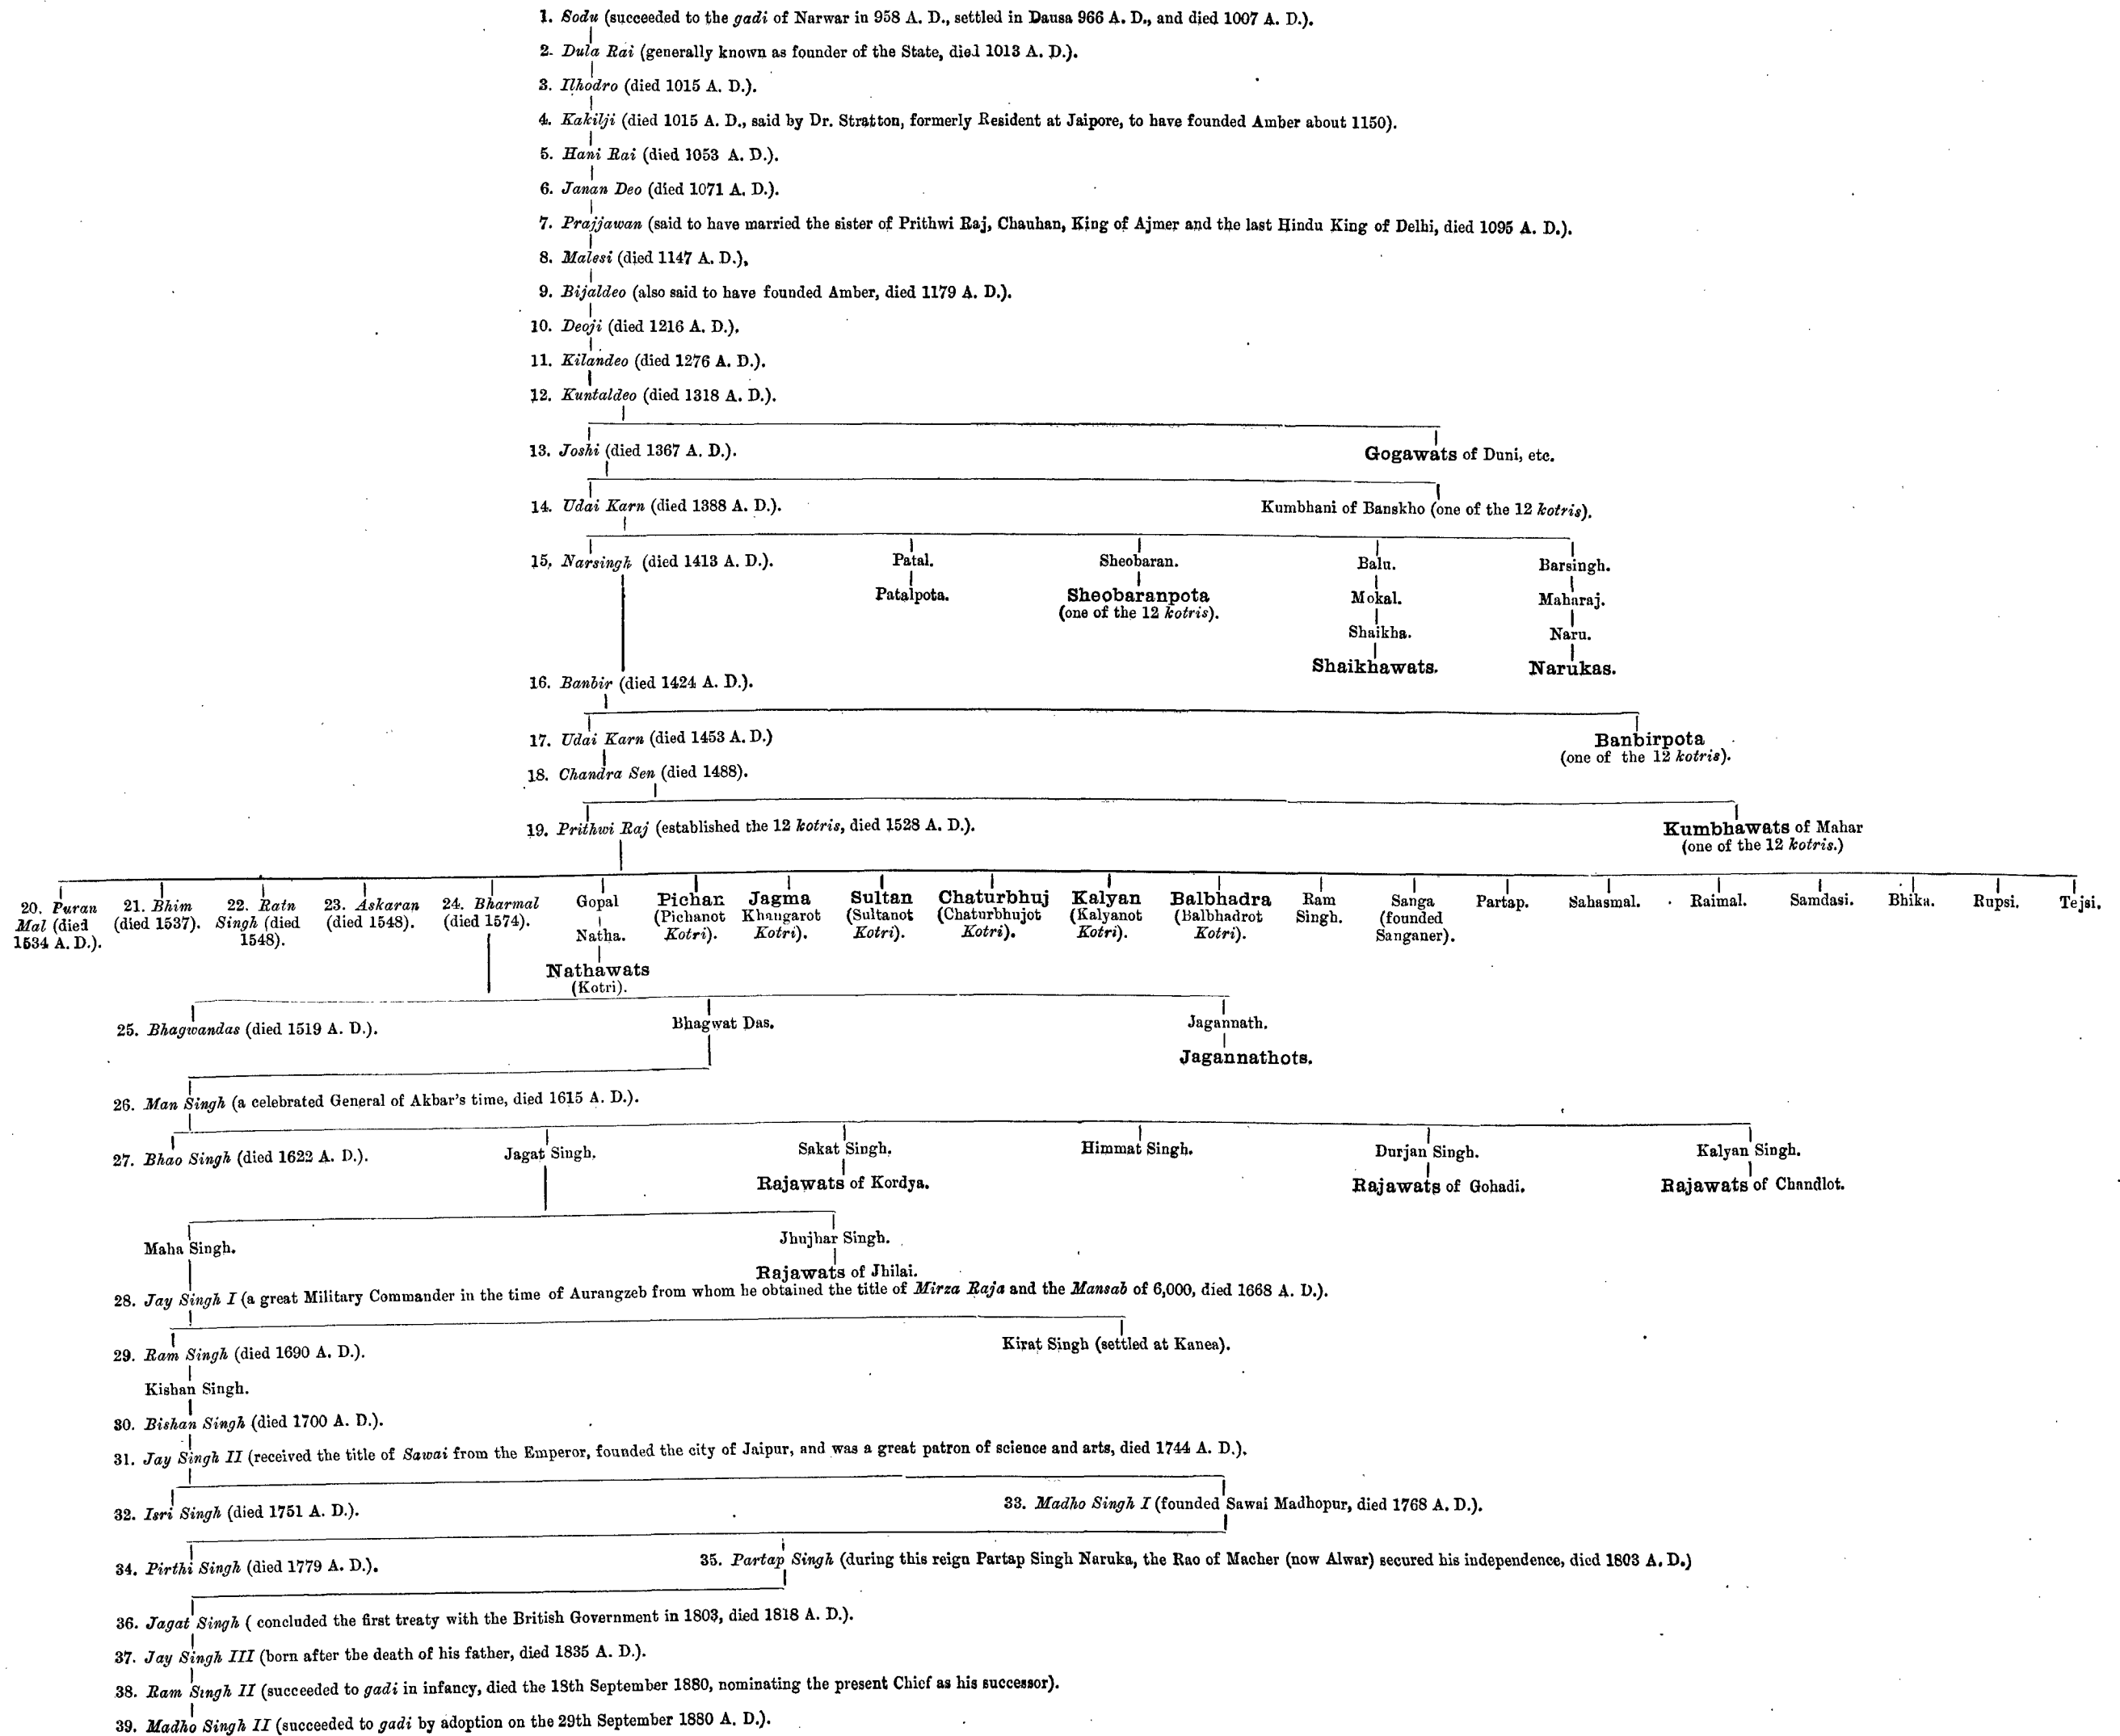 1. Sodu (succeeded to the gadi of Narwar in 958 A. D., settled in Dausa 966 A. D., and died 1007 A. D.).
2. Dula Rai (generally known as founder of the State, died 1013 A. D.).
3. Ilhodro (died 1015 A. D.).
4. Kakilji (died 1015 A. D., said by Dr. Stratton, formerly Resident at Jaipore, to have founded Amber about 1150).
5. Hani Rai (died 1053 A. D.).
6. Janan Deo (died 1071 A. D.).
7. Prajjawan (said to have married the sister of Prithwi Raj, Chauhan, King of Ajmer and the last Hindu King of Delhi, died 1095 A. D.).
8. Malesi (died 1147 A. D.),
9. Bijaldeo (also said to have founded Amber, died 1179 A. D.).
10. Deoji (died 1216 A. D.).
11. Kilandeo (died 1276 A. D.).
12. Kuntaldeo (died 1318 A. D.).
13. Joshi (died 1367 A. D.). Gogawats of Duni, etc.
14. Udai Karn (died 1388 A. D.). Kumbhani of Banskho (one of the 12 kotris).
15. Narsingh (died 1413 A. D.). Patal. Sheobaran. Balu. Barsingh.
Patalpota. Sheobaranpota Mokal. Maharaj.
(one of the 12 kotris).
Shaikha. Naru.
Shaikhawats. Narukas.
16. Banbir (died 1424 A. D.).
17. Udai Karn (died 1453 A. D.) Banbirpota
(one of the 12 kotris).
18. Chandra Sen (died 1488).
19. Prithwi Raj (established the 12 kotris, died 1528 A. D.). Kumbhawats of Mahar
(one of the 12 kotris.)
20. Puran 21. Bhim 22. Ratn 23. Askaran 24. Bharmal Gopal Pichan Jagma Sultan Chaturbhuj Kalyan Balbhadra Ram Sanga Partap. Sahasmal. Raimal. Samdasi. Bhika. Rupsi. Tejsi.
Mal (died (died 1537). Singh (died (died 1548). (died 1574). (Pichanot Khangarot (Sultanot (Chaturbhujot (Kalyanot (Balbhadrot Singh. (founded
1534 A. D.). 1548). Natha. Kotri). Kotri). Kotri). Kotri). Kotri). Kotri). Sanganer).
Nathawats
(Kotri).
25. Bhagwandas (died 1519 A. D.). Bhagwat Das. Jagannath.
Jagannathots.
26. Man Singh (a celebrated General of Akbar's time, died 1615 A. D.).
27. Bhao Singh (died 1622 A. D.). Jagat Singh. Sakat Singh. Himmat Singh. Durjan Singh. Kalyan Singh.
Rajawats of Kordya. Rajawats of Gohadi. Rajawats of Chandlot.
Maha Singh. Jhujhar Singh.
Rajawats of Jhilai.
28. Jay Singh I (a great Military Commander in the time of Aurangzeb from whom he obtained the title of Mirza Raja and the Mansab of 6,000, died 1668 A. D.).
29. Ram Singh (died 1690 A. D.). Kirat Singh (settled at Kanea).
Kishan Singh.
30. Bishan Singh (died 1700 A. D.).
31. Jay Singh II (received the title of Sawai from the Emperor, founded the city of Jaipur, and was a great patron of science and arts, died 1744 A. D.).
32. Isri Singh (died 1751 A. D.). 33. Madho Singh I (founded Sawai Madhopur, died 1768 A. D.).
34. Pirthi Singh (died 1779 A. D.). 35. Partap Singh (during this reign Partap Singh Naruka, the Rao of Macher (now Alwar) secured his independence, died 1803 A. D.)
36. Jagat Singh ( concluded the first treaty with the British Government in 1803, died 1818 A. D.).
37. Jay Singh III (born after the death of his father, died 1835 A. D.).
38. Ram Singh II (succeeded to gadi in infancy, died the 18th September 1880, nominating the present Chief as his successor).
39. Madho Singh II (succeeded to gadi by adoption on the 29th September 1880 A. D.).